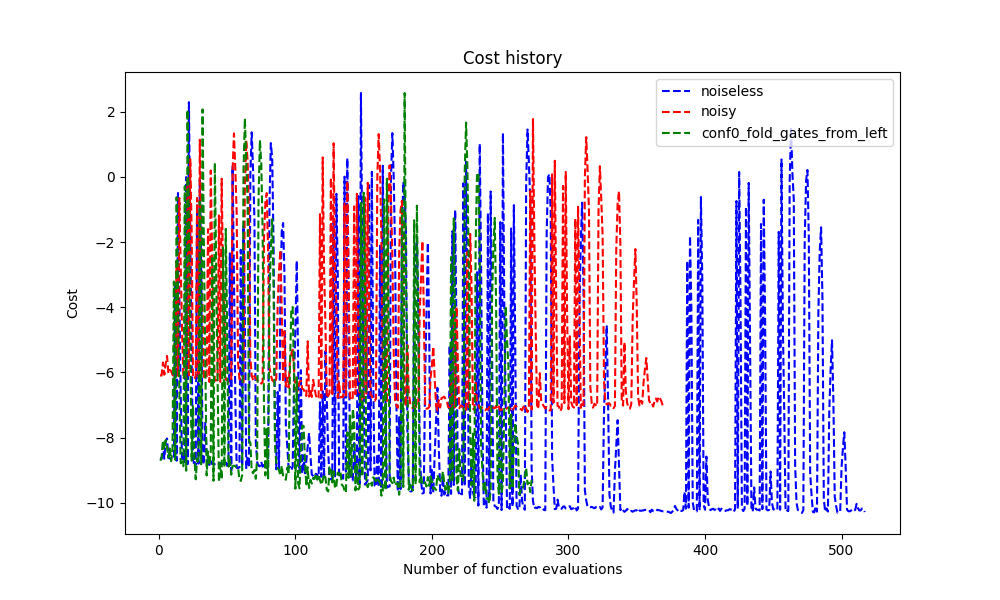 Cost history
noiseless
noisy
conf0_fold_gates_from_left
Cost
2
0
−2
−4
−6
−8
−10
0 100 200 300 400 500
Number of function evaluations